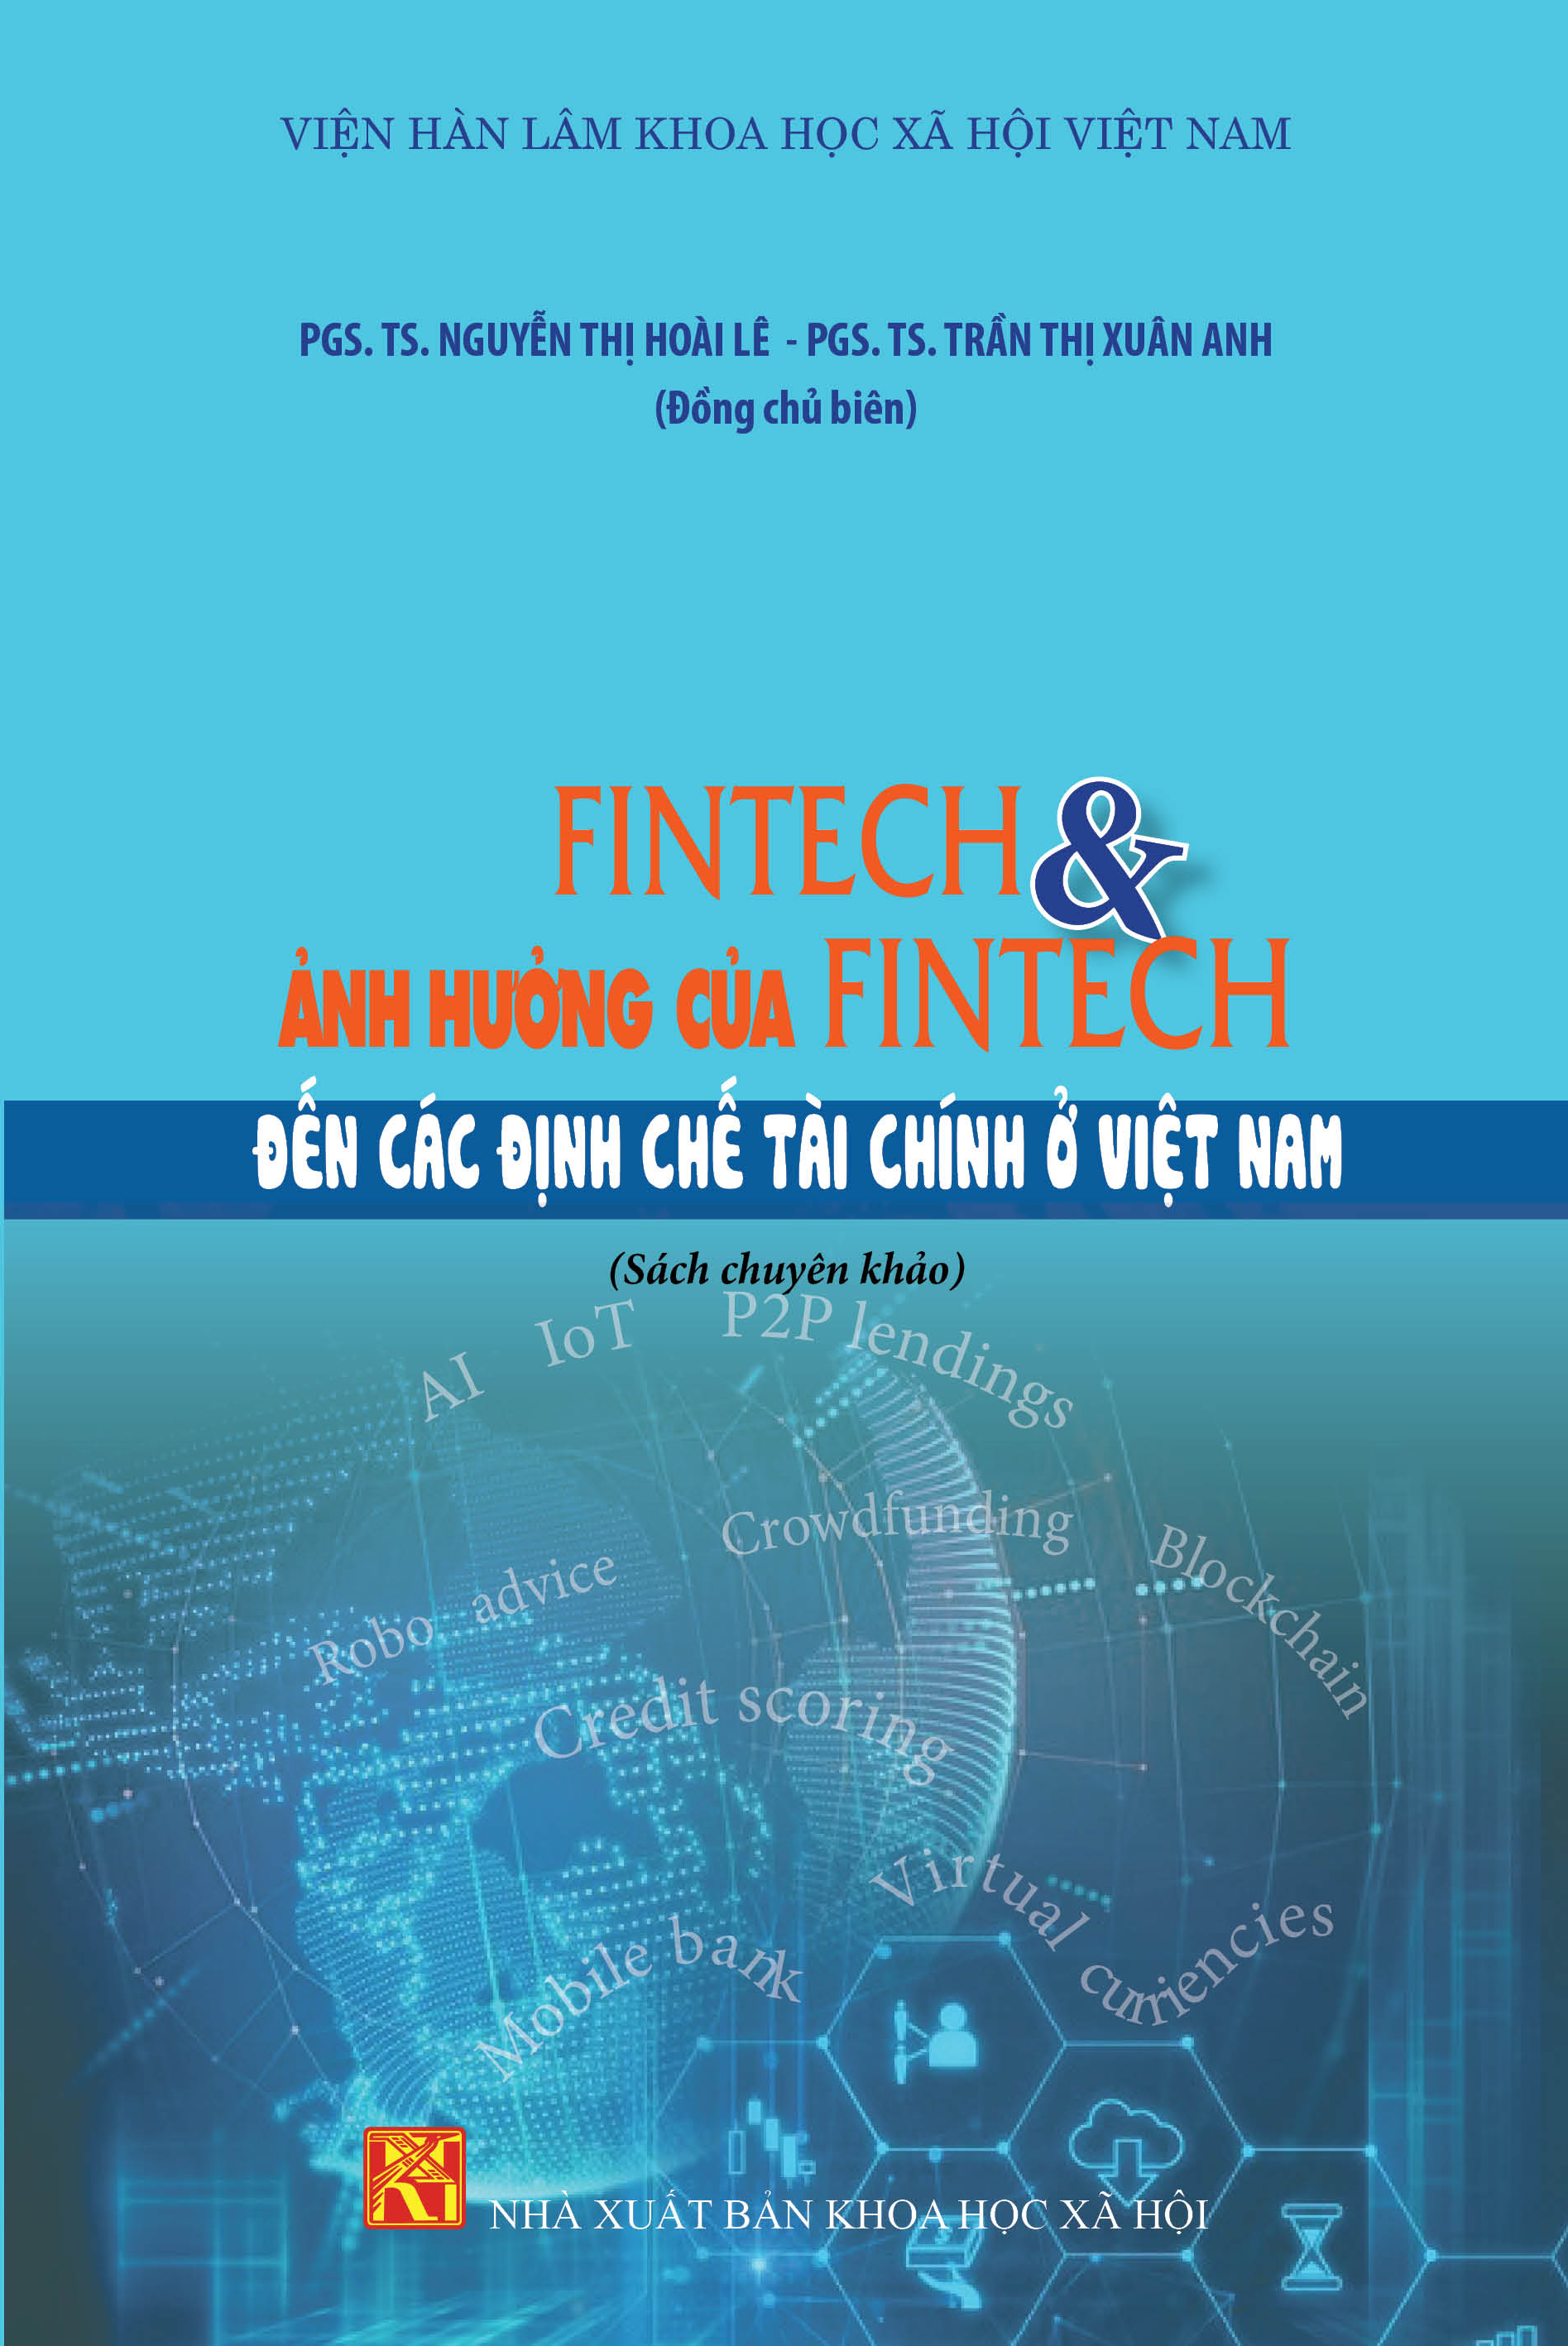 VIỆN HÀN LÂM KHOA HỌC XÃ HỘI VIỆT NAM
PGS. TS. NGUYỄN THỊ HOÀI LÊ - PGS. TS. TRẦN THỊ XUÂN ANH
(Đồng chủ biên)
FINTECH &
ẢNH HƯỞNG CỦA FINTECH
ĐẾN CÁC ĐỊNH CHẾ TÀI CHÍNH Ở VIỆT NAM
(Sách chuyên khảo)
AI IoT P2P lendings
Crowdfunding
Blockchain
Robo advice
Credit scoring
Virtual curriencies
Mobile bank
NHÀ XUẤT BẢN KHOA HỌC XÃ HỘI